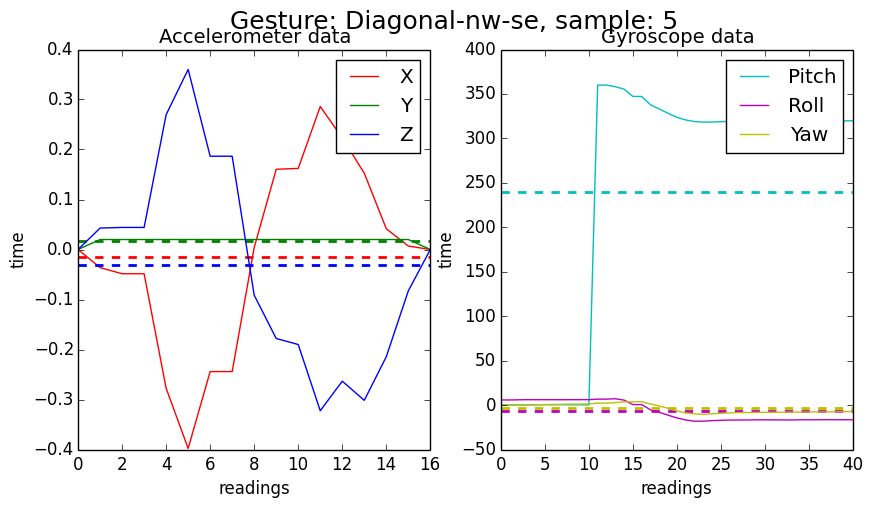 Gesture: Diagonal-nw-se, sample: 5
Accelerometer data
0.4
0.3
0.2
0.1
0.0
−0.1
−0.2
−0.3
−0.4
time
0 2 4 6 8 10 12 14 16
readings
X
Y
Z
Gyroscope data
400
350
300
250
200
150
100
50
0
−50
time
0 5 10 15 20 25 30 35 40
readings
Pitch
Roll
Yaw